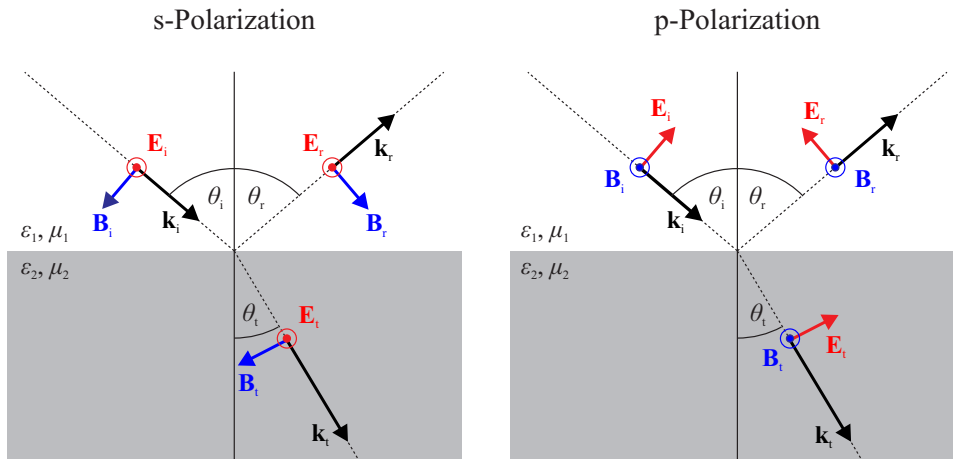 s-Polarization
E_i
E_r
k_r
θ_i
θ_r
B_i
k_i
B_r
ε_1, μ_1
ε_2, μ_2
θ_t
E_t
B_t
k_t
p-Polarization
E_i
E_r
k_r
B_i
θ_i
θ_r
B_r
k_i
ε_1, μ_1
ε_2, μ_2
θ_t
B_t
E_t
k_t